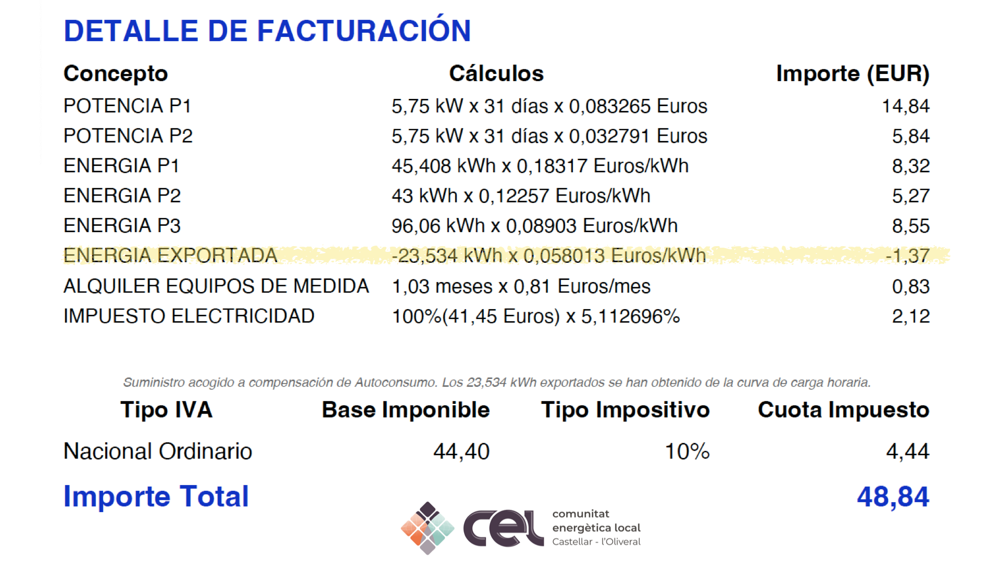 DETALLE DE FACTURACIÓN
Concepto Cálculos Importe (EUR)
POTENCIA P1 5,75 kW x 31 días x 0,083265 Euros 14,84
POTENCIA P2 5,75 kW x 31 días x 0,032791 Euros 5,84
ENERGIA P1 45,408 kWh x 0,18317 Euros/kWh 8,32
ENERGIA P2 43 kWh x 0,12257 Euros/kWh 5,27
ENERGIA P3 96,06 kWh x 0,08903 Euros/kWh 8,55
ENERGIA EXPORTADA -23,534 kWh x 0,058013 Euros/kWh -1,37
ALQUILER EQUIPOS DE MEDIDA 1,03 meses x 0,81 Euros/mes 0,83
IMPUESTO ELECTRICIDAD 100%(41,45 Euros) x 5,112696% 2,12
Suministro acogido a compensación de Autoconsumo. Los 23,534 kWh exportados se han obtenido de la curva de carga horaria.
Tipo IVA Base Imponible Tipo Impositivo Cuota Impuesto
Nacional Ordinario 44,40 10% 4,44
Importe Total 48,84
cel
comunitat
energètica local
Castellar - l'Oliveral